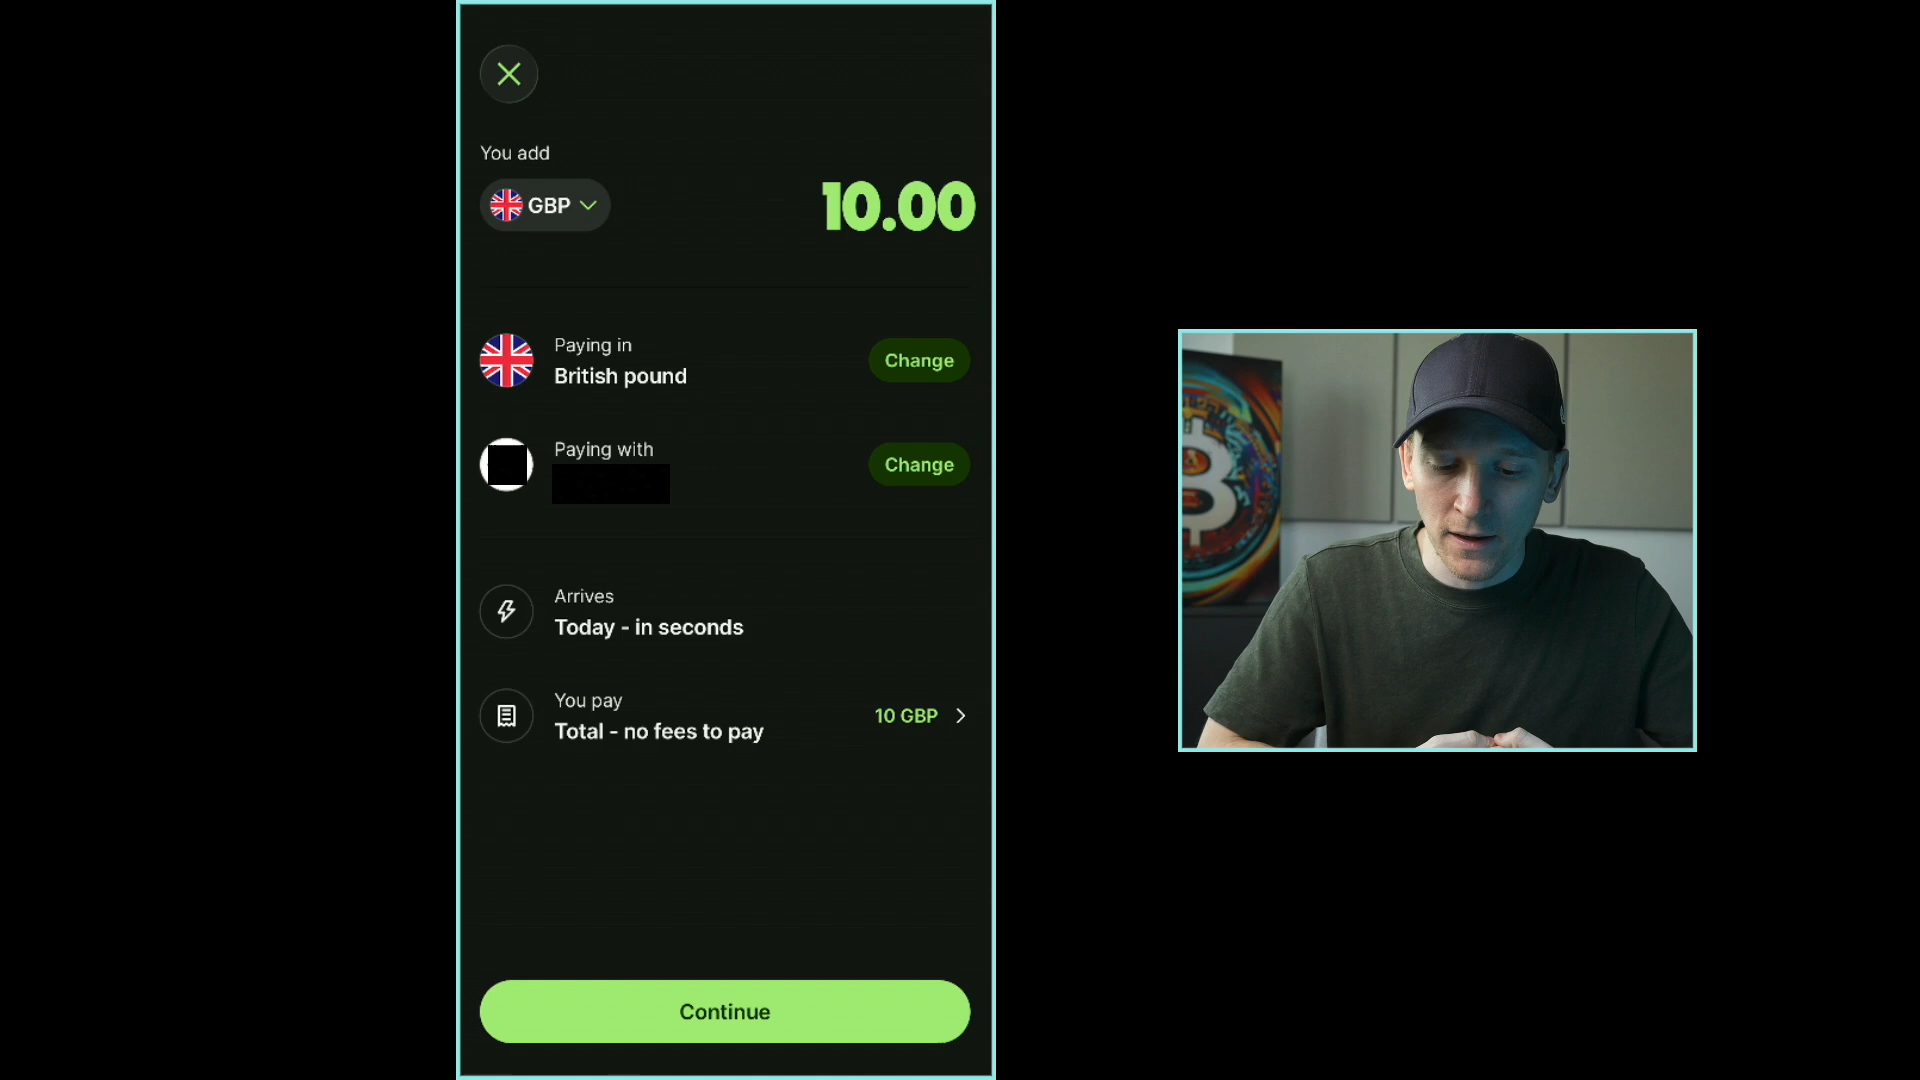 You add
GBP 10.00
Paying in
British pound
Change
Paying with
Change
Arrives
Today - in seconds
You pay
Total - no fees to pay
10 GBP
Continue